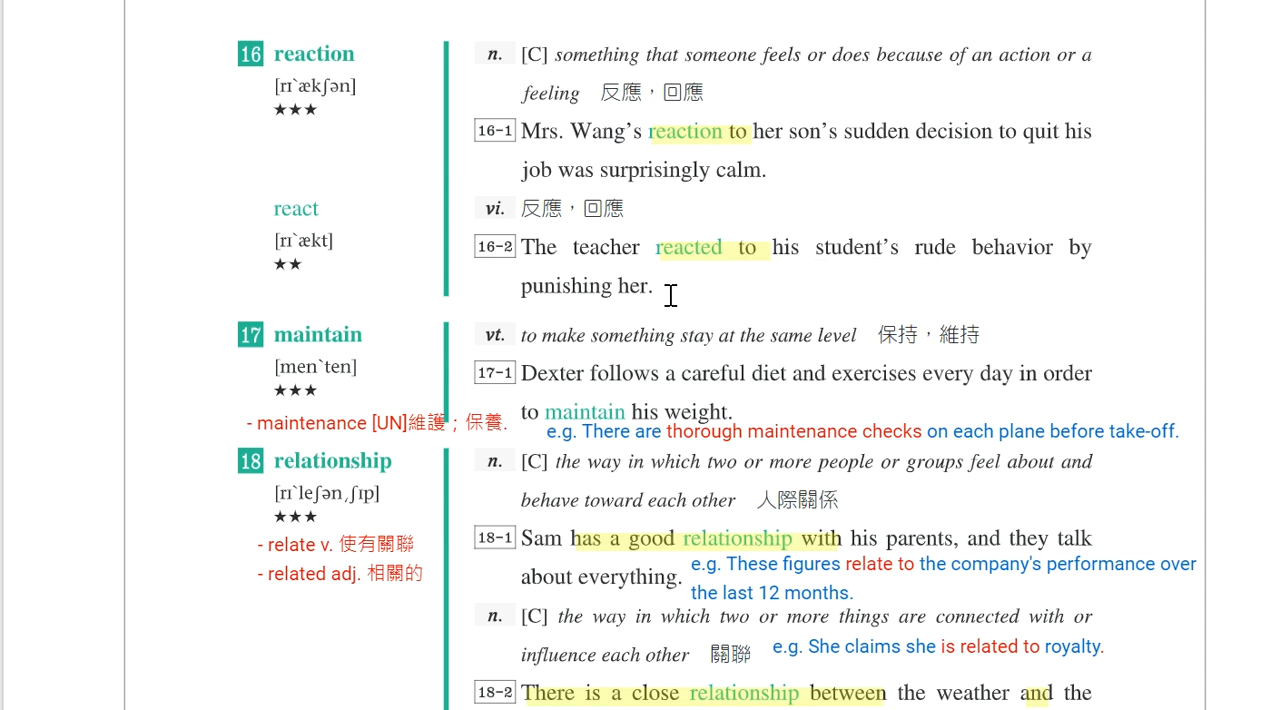 16 reaction n. [C] something that someone feels or does because of an action or a
[rɪˋækʃən] feeling 反應，回應
★★★
16-1 Mrs. Wang’s reaction to her son’s sudden decision to quit his
job was surprisingly calm.
react vi. 反應，回應
[rɪˋækt] 16-2 The teacher reacted to his student’s rude behavior by
★★
punishing her.
17 maintain vt. to make something stay at the same level 保持，維持
[menˋten] 17-1 Dexter follows a careful diet and exercises every day in order
★★★
to maintain his weight.
- maintenance [UN]維護；保養.
e.g. There are thorough maintenance checks on each plane before take-off.
18 relationship n. [C] the way in which two or more people or groups feel about and
[rɪˋleʃənˏʃɪp] behave toward each other 人際關係
★★★
18-1 Sam has a good relationship with his parents, and they talk
- relate v. 使有關聯
about everything.
e.g. These figures relate to the company's performance over
- related adj. 相關的
the last 12 months.
n. [C] the way in which two or more things are connected with or
influence each other 關聯
e.g. She claims she is related to royalty.
18-2 There is a close relationship between the weather and the